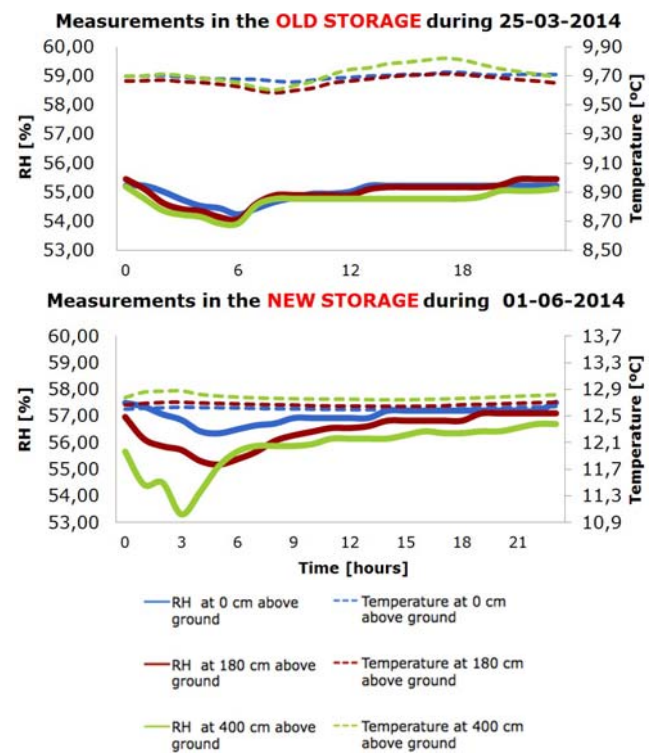 Measurements in the OLD STORAGE during 25-03-2014
60,00
59,00
58,00
57,00
56,00
55,00
54,00
53,00
RH [%]
9,90
9,70
9,50
9,30
9,10
8,90
8,70
8,50
Temperature [ºC]
0 6 12 18
Measurements in the NEW STORAGE during 01-06-2014
60,00
59,00
58,00
57,00
56,00
55,00
54,00
53,00
RH [%]
13,7
13,3
12,9
12,5
12,1
11,7
11,3
10,9
Temperature [ºC]
0 3 6 9 12 15 18 21
Time [hours]
RH at 0 cm above
ground
Temperature at 0 cm
above ground
RH at 180 cm above
ground
Temperature at 180 cm
above ground
RH at 400 cm above
ground
Temperature at 400 cm
above ground